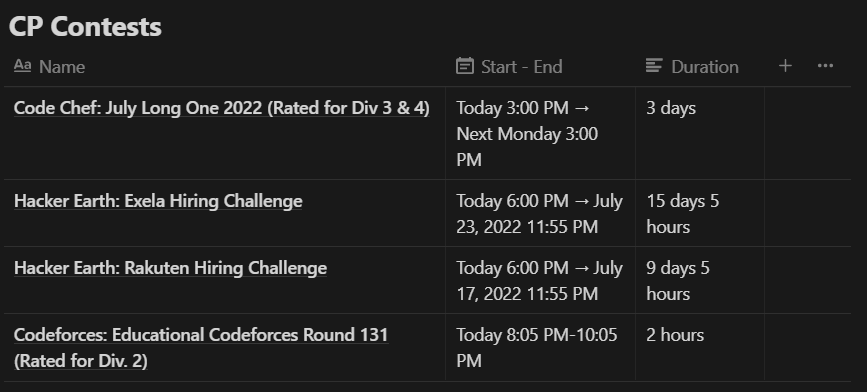 CP Contests
Aa Name
Start - End
Duration
Code Chef: July Long One 2022 (Rated for Div 3 & 4)
Today 3:00 PM → 
Next Monday 3:00
PM
3 days
Hacker Earth: Exela Hiring Challenge
Today 6:00 PM → July
23, 2022 11:55 PM
15 days 5
hours
Hacker Earth: Rakuten Hiring Challenge
Today 6:00 PM → July
17, 2022 11:55 PM
9 days 5
hours
Codeforces: Educational Codeforces Round 131
(Rated for Div. 2)
Today 8:05 PM-10:05
PM
2 hours